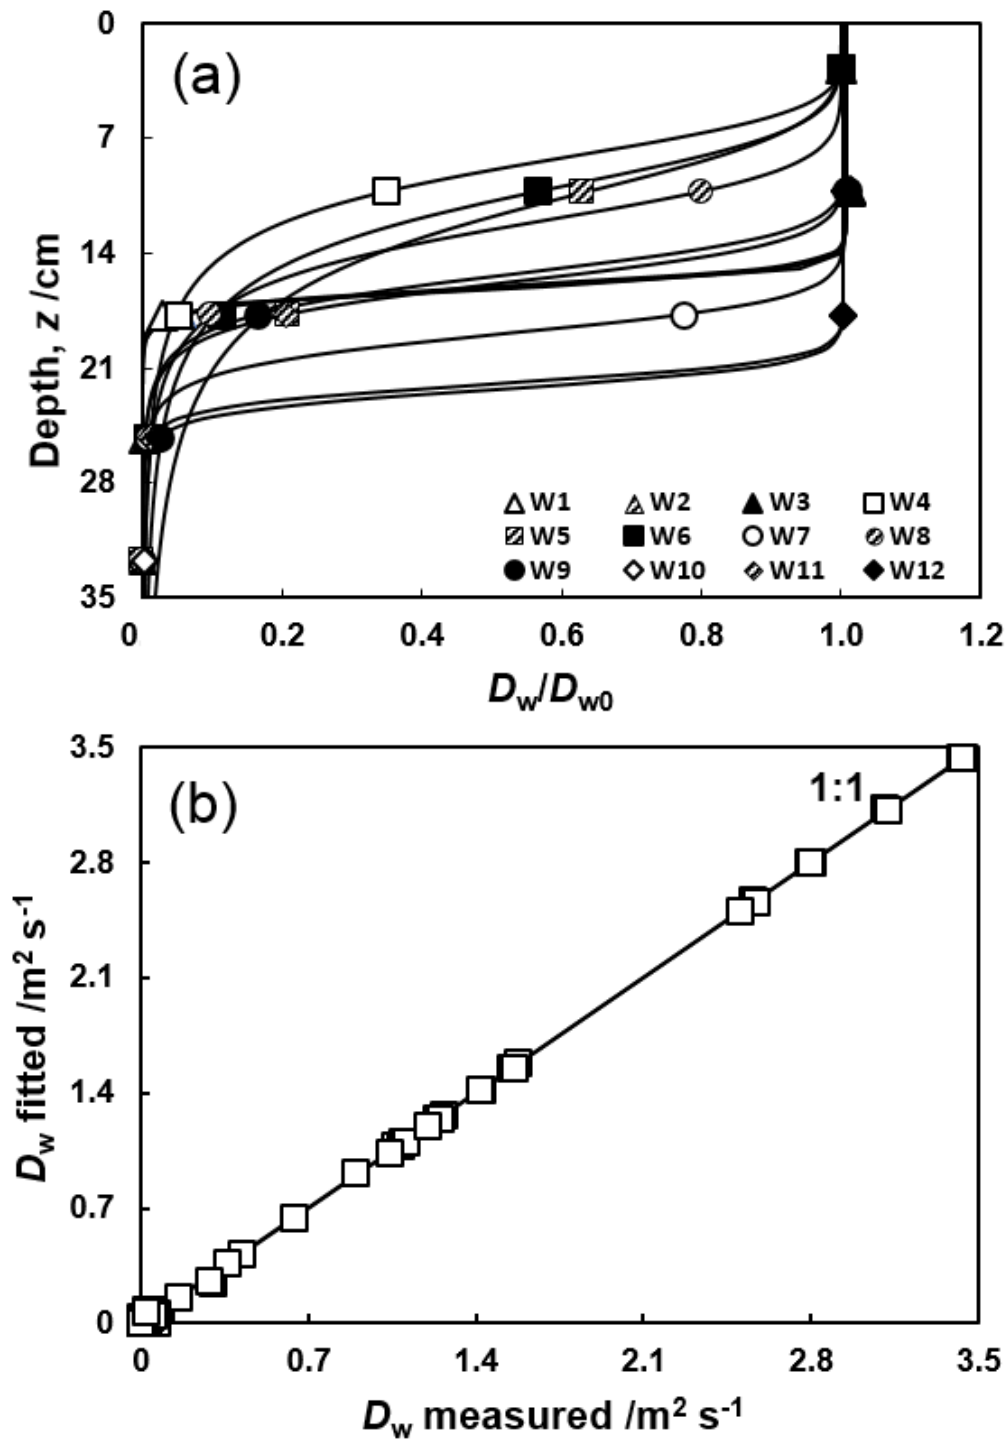 0
(a)
7
14
21
28
35
Depth, z /cm
W1 W2 W3 W4
W5 W6 W7 W8
W9 W10 W11 W12
0 0.2 0.4 0.6 0.8 1.0 1.2
Dw/Dw0
3.5
(b)
1:1
2.8
2.1
1.4
0.7
0
Dw fitted /m² s⁻¹
0 0.7 1.4 2.1 2.8 3.5
Dw measured /m² s⁻¹